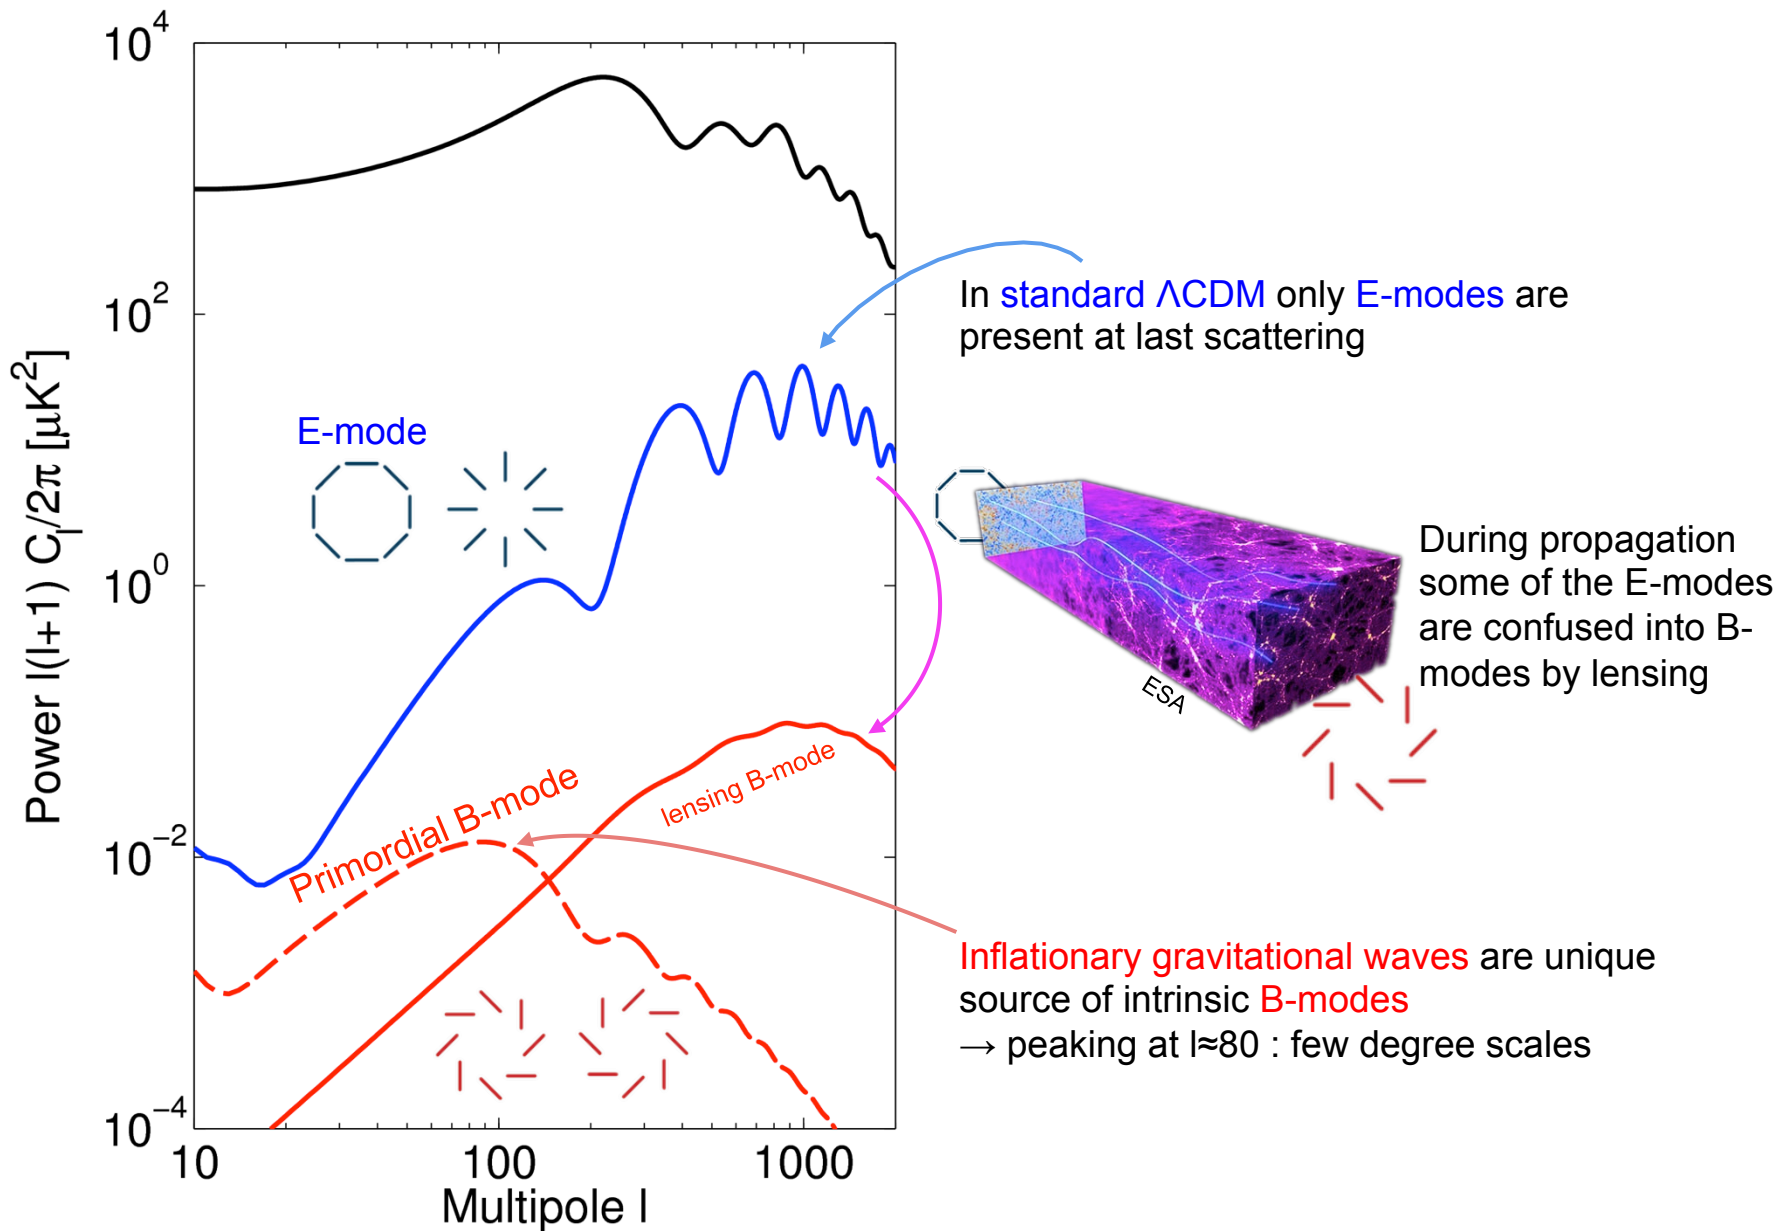 10^4
10^2
10^0
10^−2
10^−4
Power l(l+1) C_l/2π [μK^2]
10
100
1000
Multipole l
E-mode
Primordial B-mode
lensing B-mode
In standard ΛCDM only E-modes are
present at last scattering
ESA
During propagation
some of the E-modes
are confused into B-
modes by lensing
Inflationary gravitational waves are unique
source of intrinsic B-modes
→ peaking at l≈80 : few degree scales